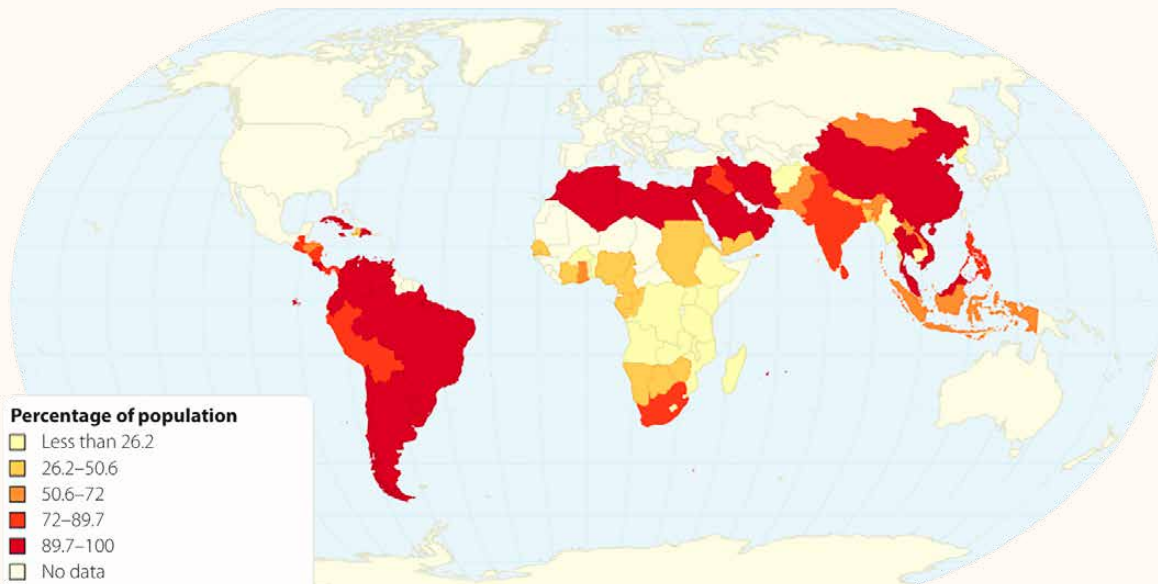 Percentage of population
Less than 26.2
26.2–50.6
50.6–72
72–89.7
89.7–100
No data